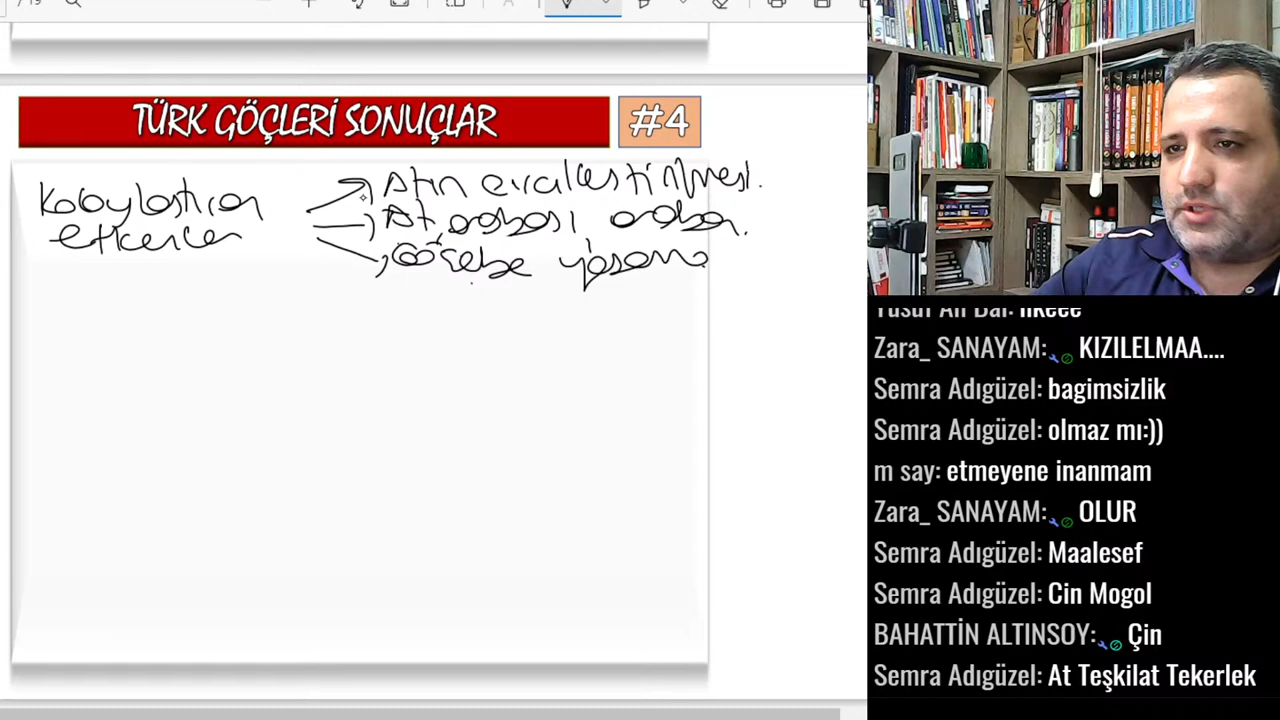 TÜRK GÖÇLERİ SONUÇLAR #4
Kolaylaştıran
etkenler
Atın evcilleştirilmesi.
At arabası araba.
Göçebe yaşama
Zara_ SANAYAM: KIZILELMAA....
Semra Adıgüzel: bagimsizlik
Semra Adıgüzel: olmaz mı:))
m say: etmeyene inanmam
Zara_ SANAYAM: OLUR
Semra Adıgüzel: Maalesef
Semra Adıgüzel: Cin Mogol
BAHATTİN ALTINSOY: Çin
Semra Adıgüzel: At Teşkilat Tekerlek